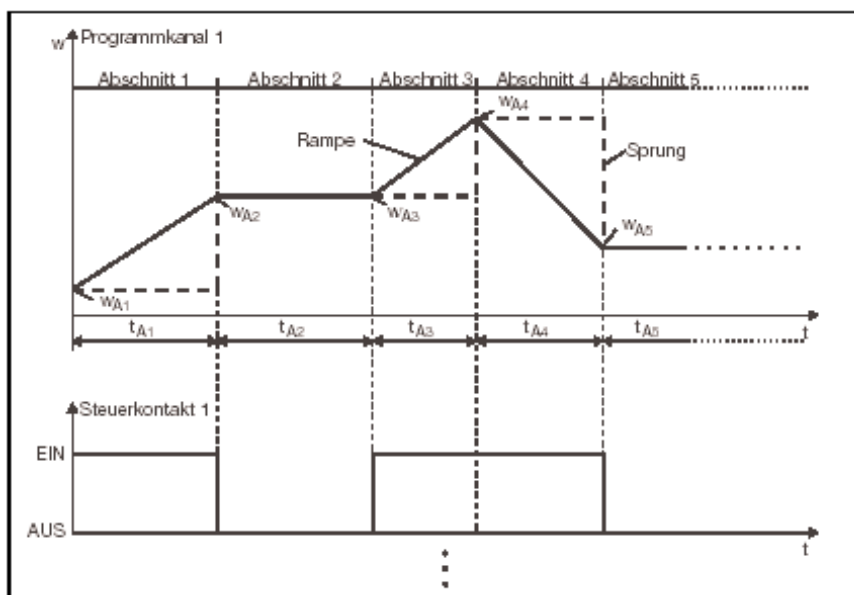 w Programmkanal 1
Abschnitt 1 Abschnitt 2 Abschnitt 3 Abschnitt 4 Abschnitt 5
wA4
Rampe
Sprung
wA2
wA3
wA5
wA1
t
tA1 tA2 tA3 tA4 tA5
Steuerkontakt 1
EIN
AUS
t